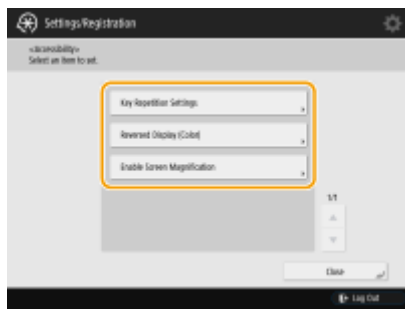 Settings/Registration
<Accessibility>
Select an item to set.
Key Repetition Settings
Reversed Display (Color)
Enable Screen Magnification
1/1
Close
Log Out